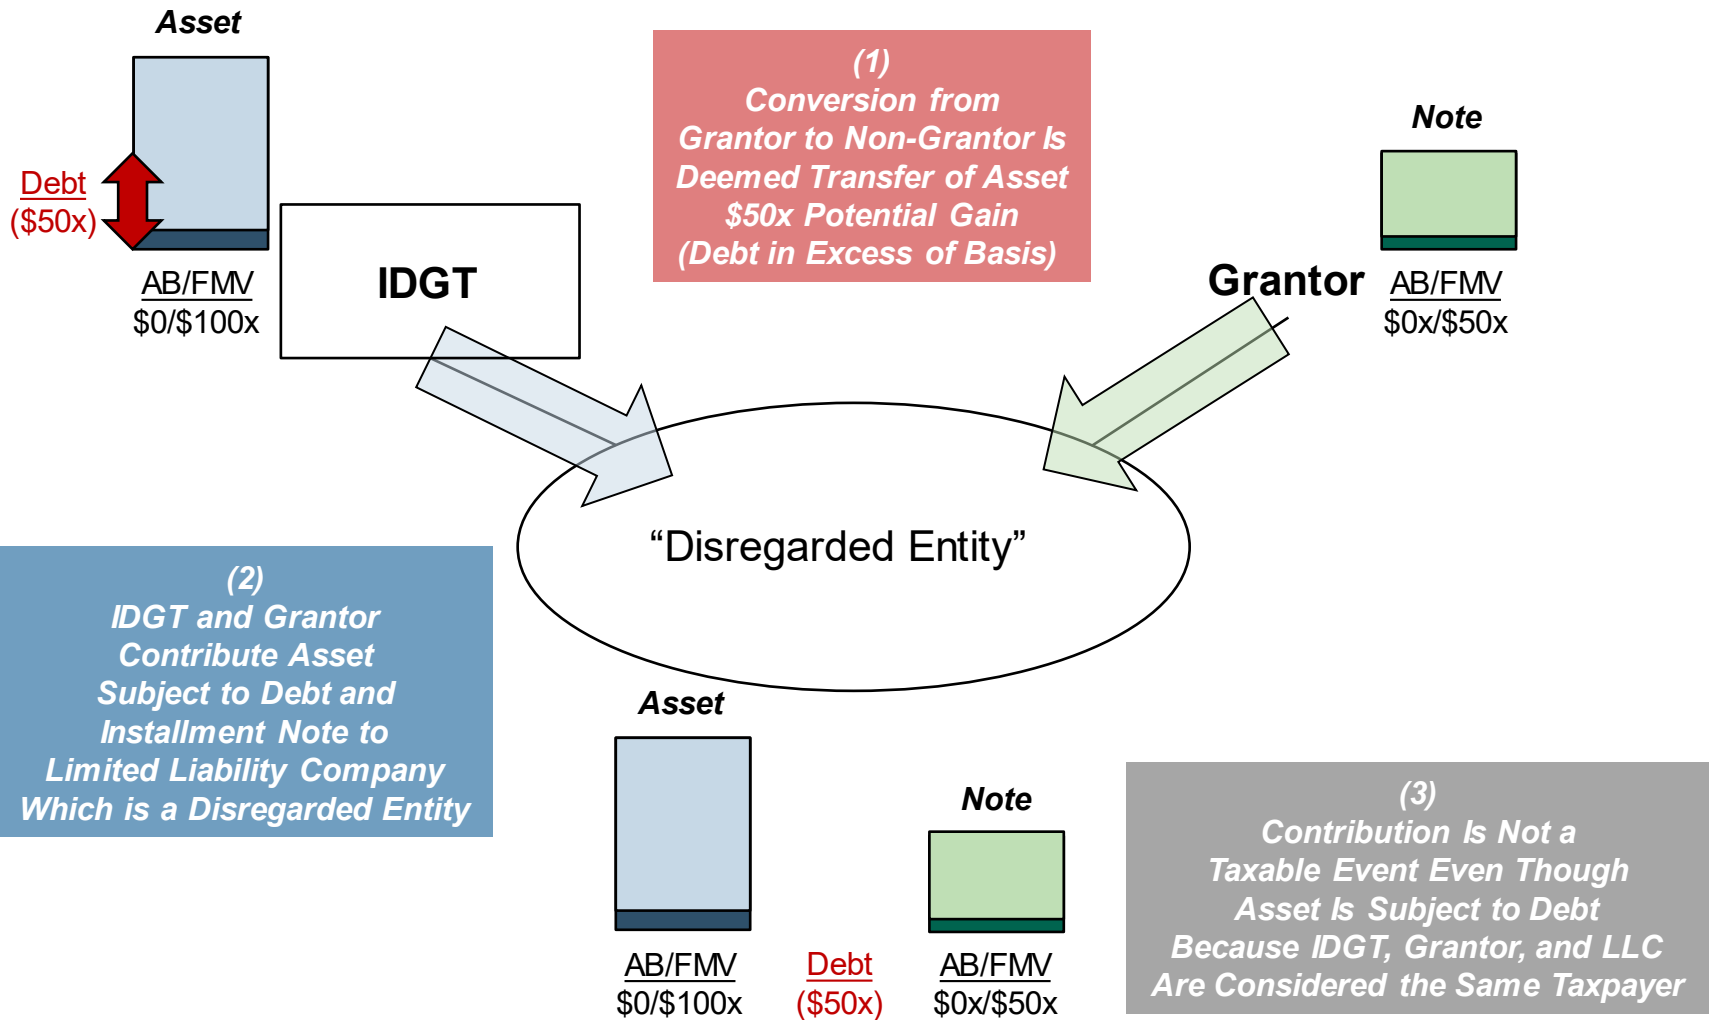 Asset
Debt
($50x)
AB/FMV
$0/$100x
IDGT
(1)
Conversion from
Grantor to Non-Grantor Is
Deemed Transfer of Asset
$50x Potential Gain
(Debt in Excess of Basis)
Note
Grantor
AB/FMV
$0x/$50x
“Disregarded Entity”
(2)
IDGT and Grantor
Contribute Asset
Subject to Debt and
Installment Note to
Limited Liability Company
Which is a Disregarded Entity
Asset
AB/FMV
$0/$100x
Debt
($50x)
Note
AB/FMV
$0x/$50x
(3)
Contribution Is Not a
Taxable Event Even Though
Asset Is Subject to Debt
Because IDGT, Grantor, and LLC
Are Considered the Same Taxpayer